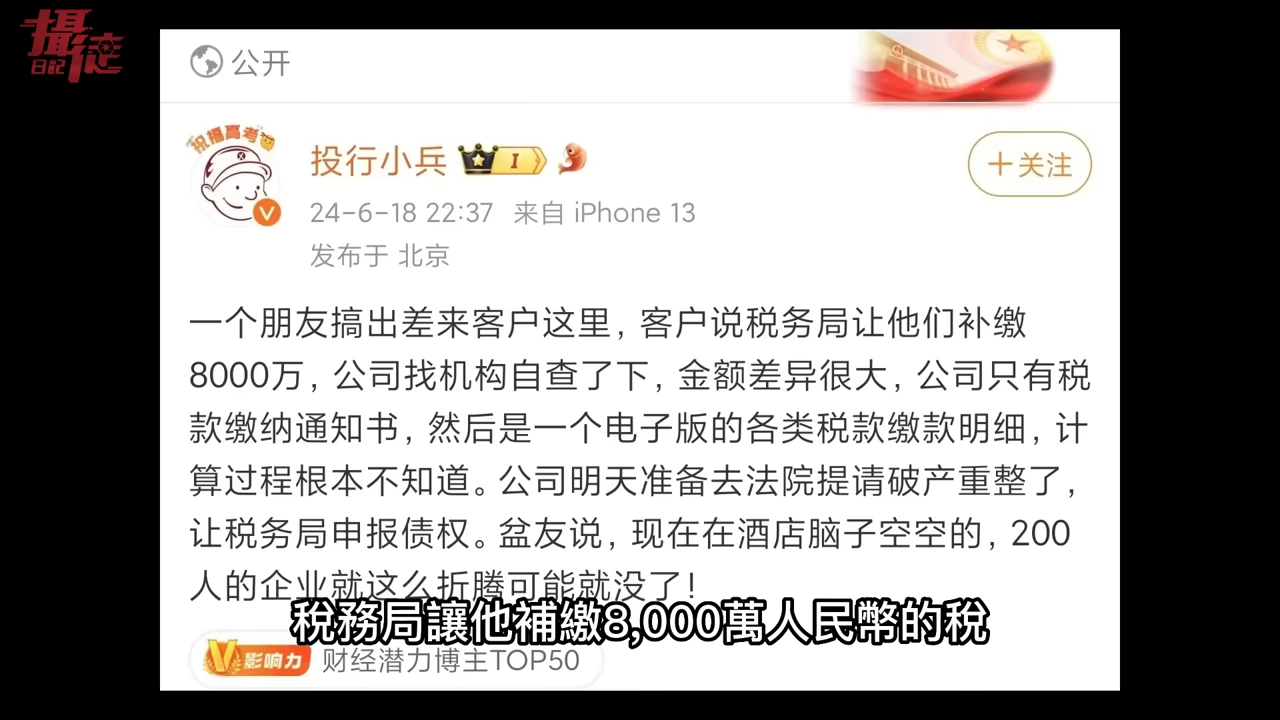 攝徒
日記
公开
祝福高考
投行小兵
I
+关注
24-6-18 22:37 来自 iPhone 13
发布于 北京
一个朋友搞出差来客户这里，客户说税务局让他们补缴
8000万，公司找机构自查了下，金额差异很大，公司只有税
款缴纳通知书，然后是一个电子版的各类税款缴款明细，计
算过程根本不知道。公司明天准备去法院提请破产重整了，
让税务局申报债权。盆友说，现在在酒店脑子空空的，200
人的企业就这么折腾可能就没了！
稅務局讓他補繳8,000萬人民幣的稅
V影响力 财经潜力博主TOP50